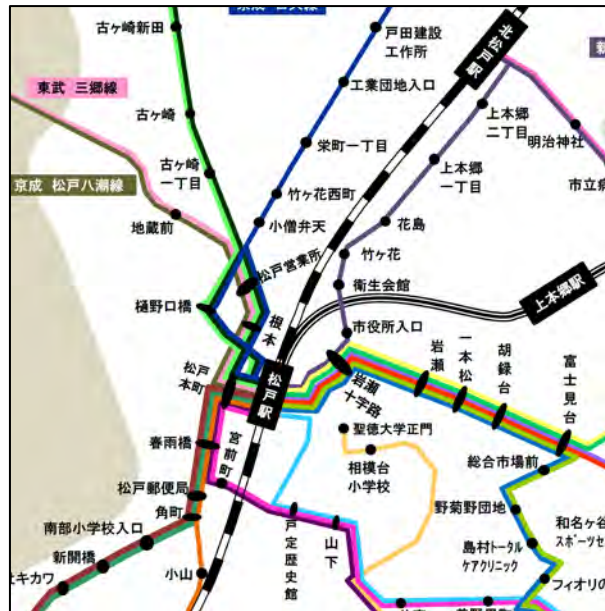 古ヶ崎新田
戸田建設
工作所
北松戸駅
東武 三郷線
古ヶ崎
工業団地入口
上本郷
二丁目
明治神社
古ヶ崎
一丁目
栄町一丁目
上本郷
一丁目
市立病
京成 松戸八潮線
地蔵前
竹ヶ花西町
小僧弁天
花島
松戸営業所
竹ヶ花
衛生会館
上本郷駅
樋野口橋
根本
市役所入口
松戸
本町
松戸駅
岩瀬
十字路
岩瀬
一本松
胡録台
富士見台
聖徳大学正門
春雨橋
宮前町
相模台
小学校
総合市場前
松戸郵便局
角町
野菊野団地
和名ヶ谷
スポーツセ
南部小学校入口
戸定歴史館
山下
島村トータル
ケアクリニック
新開橋
小山
フィオリの
キカワ